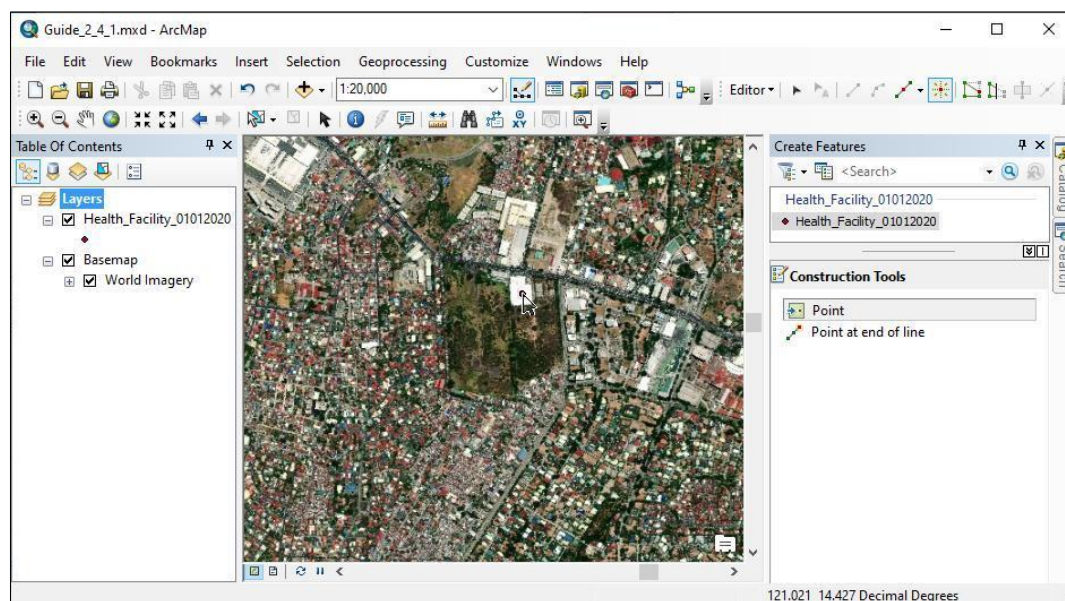 Guide_2_4_1.mxd - ArcMap
File Edit View Bookmarks Insert Selection Geoprocessing Customize Windows Help
1:20,000 Editor
Table Of Contents
Layers
Health_Facility_01012020
Basemap
World Imagery
Create Features
<Search>
Health_Facility_01012020
Health_Facility_01012020
Construction Tools
Point
Point at end of line
Catalog
Search
121.021 14.427 Decimal Degrees